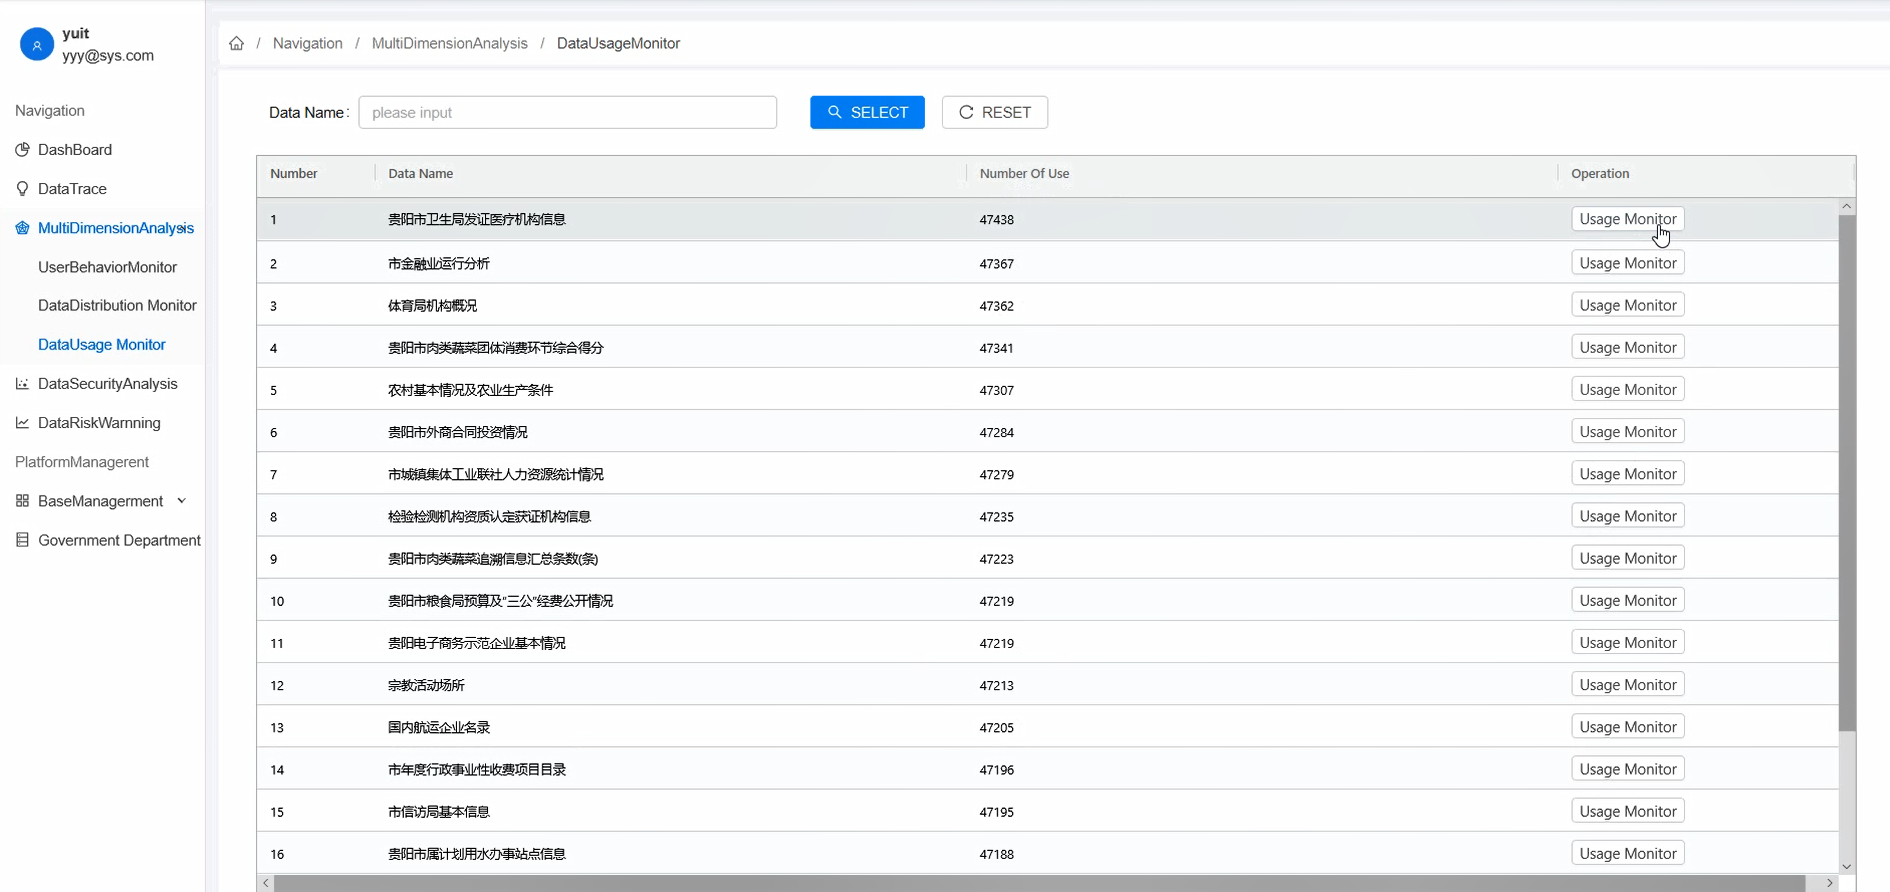 yuit
yyy@sys.com
Navigation
DashBoard
DataTrace
MultiDimensionAnalysis
UserBehaviorMonitor
DataDistribution Monitor
DataUsage Monitor
DataSecurityAnalysis
DataRiskWarnning
PlatformManagerent
BaseManagerment
Government Department
/ Navigation / MultiDimensionAnalysis / DataUsageMonitor
Data Name: please input SELECT RESET
Number Data Name Number Of Use Operation
1 贵阳市卫生局发证医疗机构信息 47438 Usage Monitor
2 市金融业运行分析 47367 Usage Monitor
3 体育局机构概况 47362 Usage Monitor
4 贵阳市肉类蔬菜团体消费环节综合得分 47341 Usage Monitor
5 农村基本情况及农业生产条件 47307 Usage Monitor
6 贵阳市外商合同投资情况 47284 Usage Monitor
7 市城镇集体工业联社人力资源统计情况 47279 Usage Monitor
8 检验检测机构资质认定获证机构信息 47235 Usage Monitor
9 贵阳市肉类蔬菜追溯信息汇总条数(条) 47223 Usage Monitor
10 贵阳市粮食局预算及“三公”经费公开情况 47219 Usage Monitor
11 贵阳电子商务示范企业基本情况 47219 Usage Monitor
12 宗教活动场所 47213 Usage Monitor
13 国内航运企业名录 47205 Usage Monitor
14 市年度行政事业性收费项目目录 47196 Usage Monitor
15 市信访局基本信息 47195 Usage Monitor
16 贵阳市属计划用水办事站点信息 47188 Usage Monitor